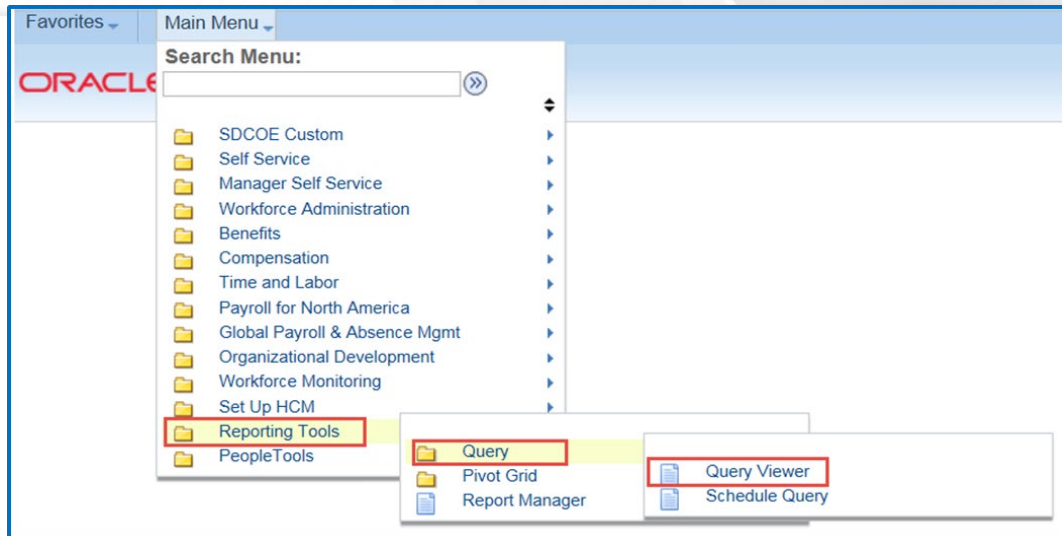 Favorites Main Menu
Search Menu:
ORACLE
SDCOE Custom
Self Service
Manager Self Service
Workforce Administration
Benefits
Compensation
Time and Labor
Payroll for North America
Global Payroll & Absence Mgmt
Organizational Development
Workforce Monitoring
Set Up HCM
Reporting Tools
PeopleTools
Query
Pivot Grid
Report Manager
Query Viewer
Schedule Query